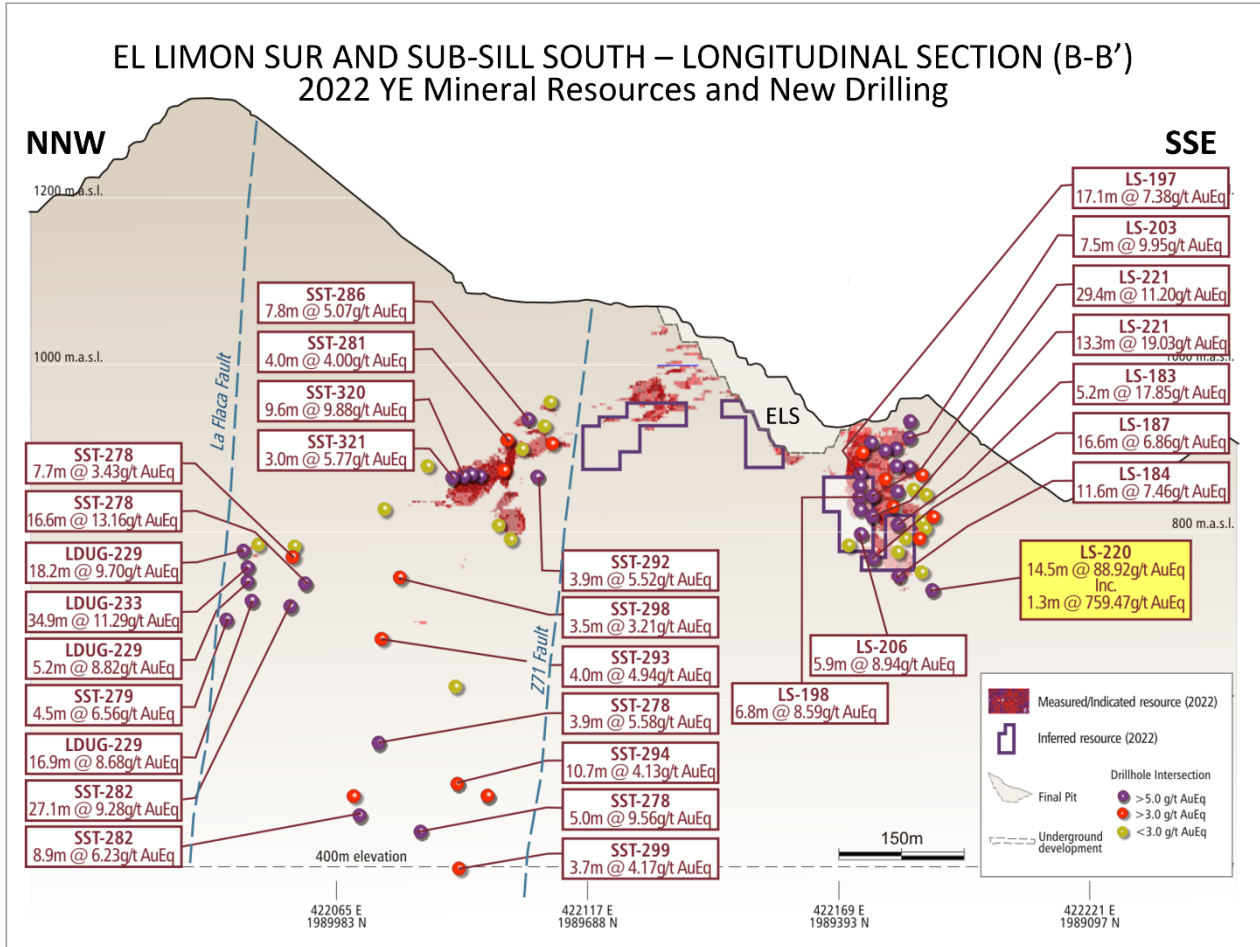 EL LIMON SUR AND SUB-SILL SOUTH – LONGITUDINAL SECTION (B-B’)
2022 YE Mineral Resources and New Drilling
NNW
SSE
1200 m.a.s.l.
1000 m.a.s.l.
La Flaca Fault
Z71 Fault
ELS
SST-286
7.8m @ 5.07g/t AuEq
SST-281
4.0m @ 4.00g/t AuEq
SST-320
9.6m @ 9.88g/t AuEq
SST-321
3.0m @ 5.77g/t AuEq
SST-278
7.7m @ 3.43g/t AuEq
SST-278
16.6m @ 13.16g/t AuEq
LDUG-229
18.2m @ 9.70g/t AuEq
LDUG-233
34.9m @ 11.29g/t AuEq
LDUG-229
5.2m @ 8.82g/t AuEq
SST-279
4.5m @ 6.56g/t AuEq
LDUG-229
16.9m @ 8.68g/t AuEq
SST-282
27.1m @ 9.28g/t AuEq
SST-282
8.9m @ 6.23g/t AuEq
400m elevation
SST-292
3.9m @ 5.52g/t AuEq
SST-298
3.5m @ 3.21g/t AuEq
SST-293
4.0m @ 4.94g/t AuEq
SST-278
3.9m @ 5.58g/t AuEq
SST-294
10.7m @ 4.13g/t AuEq
SST-278
5.0m @ 9.56g/t AuEq
SST-299
3.7m @ 4.17g/t AuEq
LS-197
17.1m @ 7.38g/t AuEq
LS-203
7.5m @ 9.95g/t AuEq
LS-221
29.4m @ 11.20g/t AuEq
LS-221
13.3m @ 19.03g/t AuEq
LS-183
5.2m @ 17.85g/t AuEq
LS-187
16.6m @ 6.86g/t AuEq
LS-184
11.6m @ 7.46g/t AuEq
800 m.a.s.l.
LS-220
14.5m @ 88.92g/t AuEq
Inc.
1.3m @ 759.47g/t AuEq
LS-206
5.9m @ 8.94g/t AuEq
LS-198
6.8m @ 8.59g/t AuEq
150m
Measured/Indicated resource (2022)
Inferred resource (2022)
Final Pit
Underground
development
Drillhole Intersection
>5.0 g/t AuEq
>3.0 g/t AuEq
<3.0 g/t AuEq
422065 E
1989983 N
422117 E
1989688 N
422169 E
1989393 N
422221 E
1989097 N